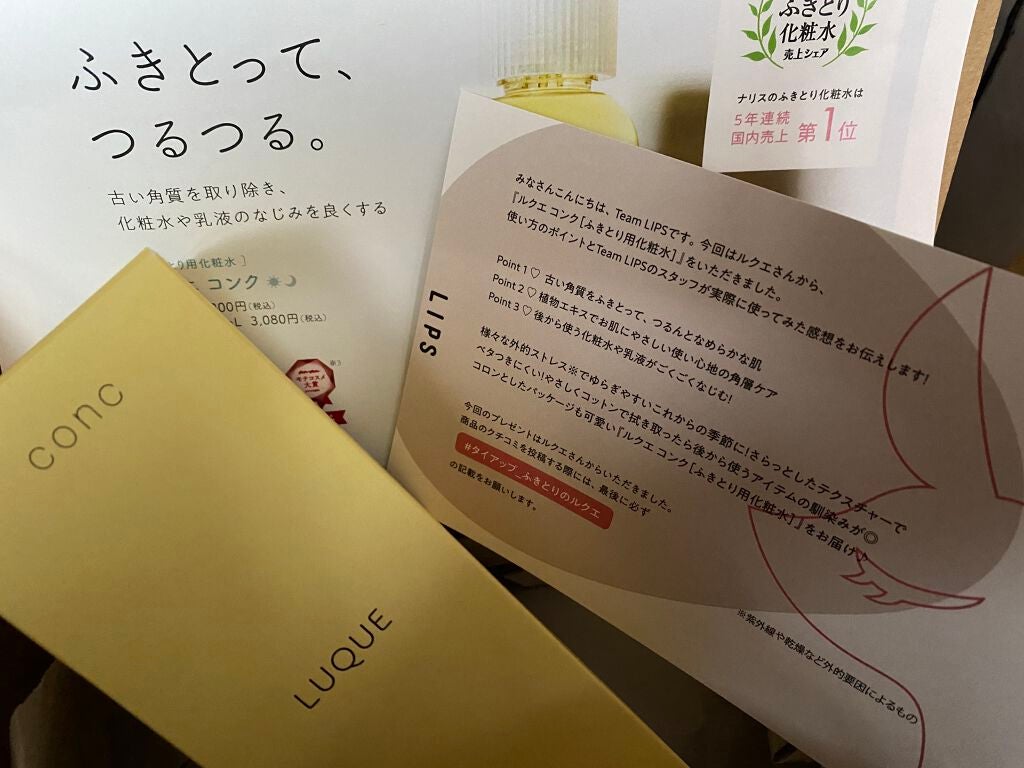 ふきとって、
つるつる。
古い角質を取り除き、
化粧水や乳液のなじみを良くする
とり用化粧水 ]
コンク
00円(税込)
L 3,080円(税込)
※3
モテコスメ
大賞
ふきとり
化粧水
売上シェア
ナリスのふきとり化粧水は
5年連続
国内売上 第1位
conc
LUQUE
LIPS
みなさんこんにちは、Team LIPSです。今回はルクエさんから、
『ルクエ コンク[ふきとり用化粧水]』をいただきました。
使い方のポイントとTeam LIPSのスタッフが実際に使ってみた感想をお伝えします!
Point 1♡ 古い角質をふきとって、つるんとなめらかな肌
Point 2♡ 植物エキスでお肌にやさしい使い心地の角層ケア
Point 3♡ 後から使う化粧水や乳液がごくごくなじむ!
様々な外的ストレス※でゆらぎやすいこれからの季節に!さらっとしたテクスチャーで
ベタつきにくい!やさしくコットンで拭き取ったら後から使うアイテムの馴染みが◎
コロンとしたパッケージも可愛い『ルクエ コンク[ふきとり用化粧水]』をお届け♪
今回のプレゼントはルクエさんからいただきました。
商品のクチコミを投稿する際には、最後に必ず
#タイアップ_ふきとりのルクエ
の記載をお願いします。
※紫外線や乾燥など外的要因によるもの